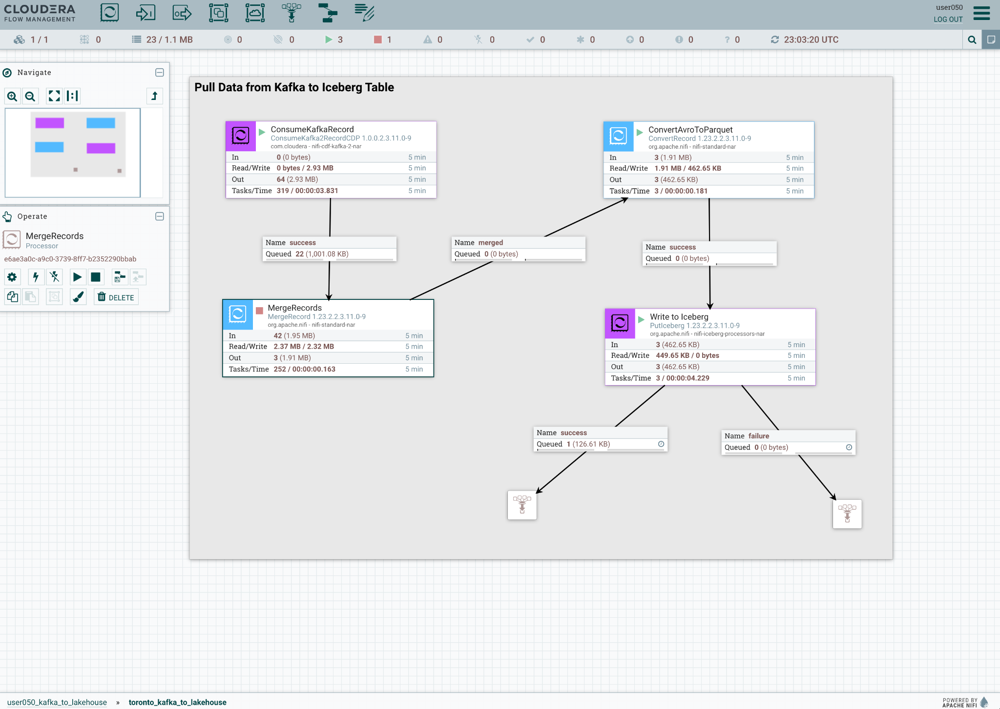 CLOUDERA
FLOW MANAGEMENT
user050
LOG OUT
1 / 1
0
23 / 1.1 MB
0
0
3
1
0
0
0
0
0
0
? 0
23:03:20 UTC
Navigate
Operate
MergeRecords
Processor
e6ae3a0c-a9c0-3739-8ff7-b2352290bbab
DELETE
Pull Data from Kafka to Iceberg Table
ConsumeKafkaRecord
ConsumeKafka2RecordCDP 1.0.0.2.3.11.0-9
com.cloudera - nifi-cdf-kafka-2-nar
In 0 (0 bytes) 5 min
Read/Write 0 bytes / 2.93 MB 5 min
Out 64 (2.93 MB) 5 min
Tasks/Time 319 / 00:00:03.831 5 min
ConvertAvroToParquet
ConvertRecord 1.23.2.2.3.11.0-9
org.apache.nifi - nifi-standard-nar
In 3 (1.91 MB) 5 min
Read/Write 1.91 MB / 462.65 KB 5 min
Out 3 (462.65 KB) 5 min
Tasks/Time 3 / 00:00:00.181 5 min
Name success
Queued 22 (1,001.08 KB)
Name merged
Queued 0 (0 bytes)
Name success
Queued 0 (0 bytes)
MergeRecords
MergeRecord 1.23.2.2.3.11.0-9
org.apache.nifi - nifi-standard-nar
In 42 (1.95 MB) 5 min
Read/Write 2.37 MB / 2.32 MB 5 min
Out 3 (1.91 MB) 5 min
Tasks/Time 252 / 00:00:00.163 5 min
Write to Iceberg
PutIceberg 1.23.2.2.3.11.0-9
org.apache.nifi - nifi-iceberg-processors-nar
In 3 (462.65 KB) 5 min
Read/Write 449.65 KB / 0 bytes 5 min
Out 3 (462.65 KB) 5 min
Tasks/Time 3 / 00:00:04.229 5 min
Name success
Queued 1 (126.61 KB)
Name failure
Queued 0 (0 bytes)
user050_kafka_to_lakehouse » toronto_kafka_to_lakehouse
POWERED BY
APACHE NIFI